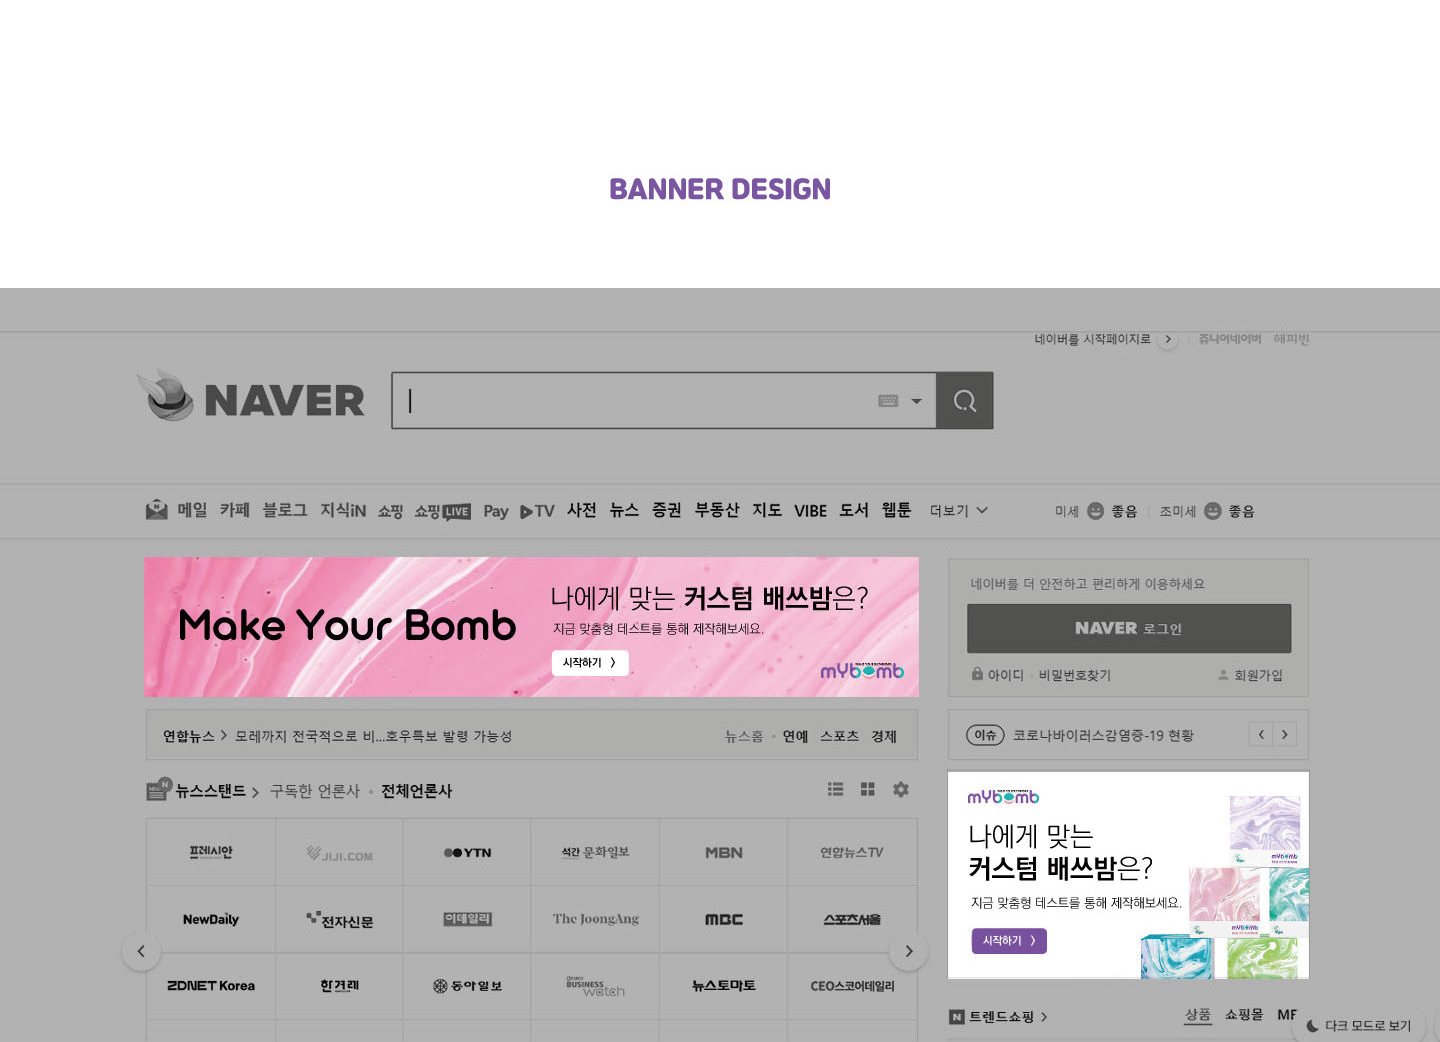 BANNER DESIGN
네이버를 시작페이지로 쥬니어네이버 해피빈
NAVER
메일 카페 블로그 지식iN 쇼핑 쇼핑LIVE Pay TV 사전 뉴스 증권 부동산 지도 VIBE 도서 웹툰 더보기 미세 좋음 초미세 좋음
Make Your Bomb
나에게 맞는 커스텀 배쓰밤은?
지금 맞춤형 테스트를 통해 제작해보세요.
시작하기 >
mybomb
네이버를 더 안전하고 편리하게 이용하세요
NAVER 로그인
아이디 · 비밀번호찾기 회원가입
연합뉴스 > 모레까지 전국적으로 비...호우특보 발령 가능성 뉴스홈 · 연예 스포츠 경제
이슈 코로나바이러스감염증-19 현황
뉴스스탠드 > 구독한 언론사 · 전체언론사
프레시안 JIJI.COM YTN 석간 문화일보 MBN 연합뉴스TV
NewDaily 전자신문 이데일리 The JoongAng MBC 스포츠서울
ZDNET Korea 한겨레 동아일보 BUSINESS watch 뉴스토마토 CEO스코어데일리
mybomb
나에게 맞는
커스텀 배쓰밤은?
지금 맞춤형 테스트를 통해 제작해보세요.
시작하기 >
N 트렌드쇼핑 > 상품 쇼핑몰
다크 모드로 보기